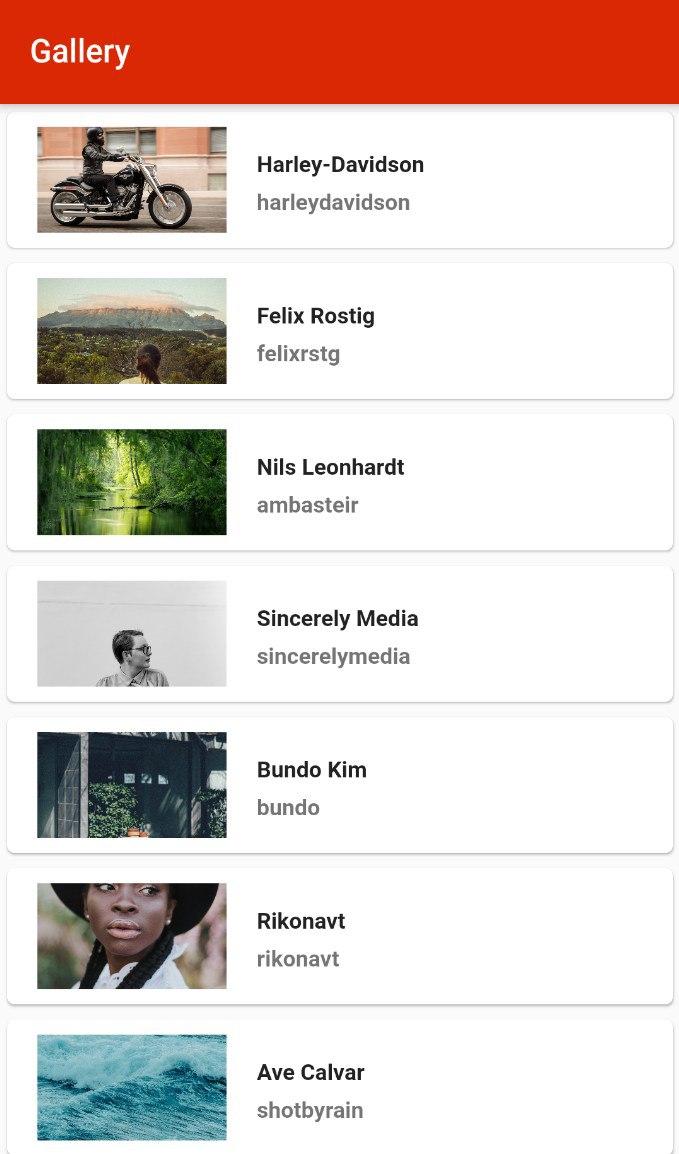 Gallery
Harley-Davidson
harleydavidson
Felix Rostig
felixrstg
Nils Leonhardt
ambasteir
Sincerely Media
sincerelymedia
Bundo Kim
bundo
Rikonavt
rikonavt
Ave Calvar
shotbyrain